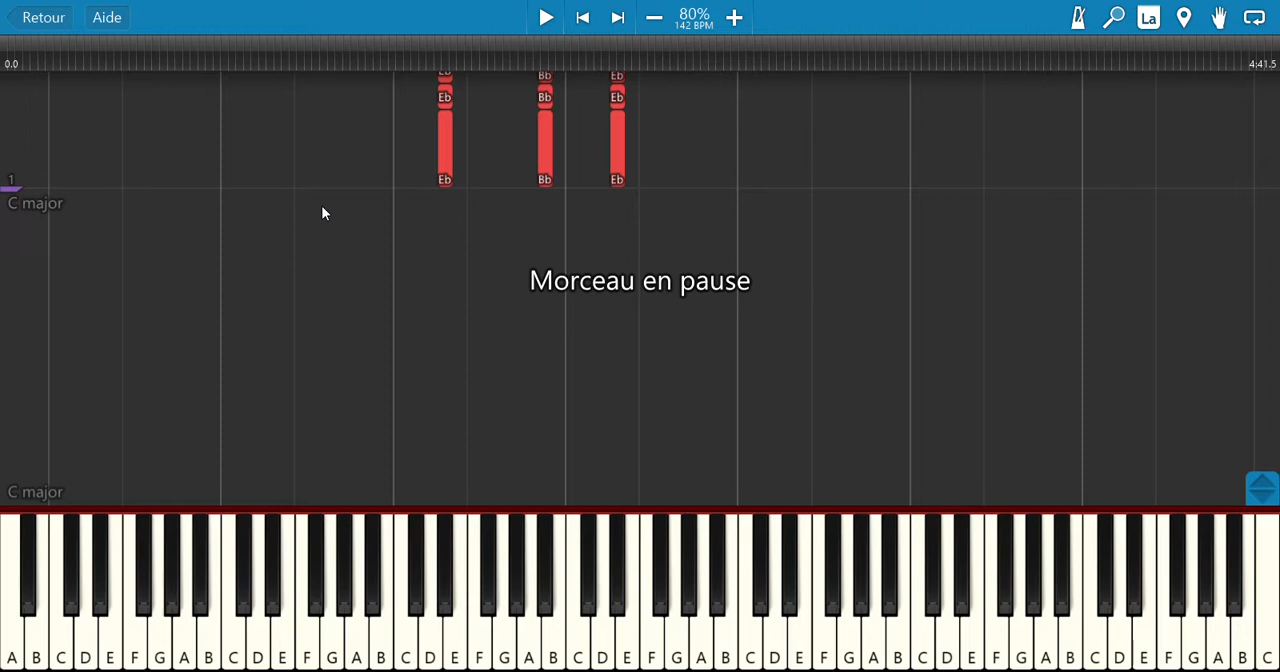 Retour Aide 80% La
142 BPM
0.0 4:41.5
Eb Bb Eb
Eb Bb Eb
1 Eb Bb Eb
C major
Morceau en pause
C major
A B C D E F G A B C D E F G A B C D E F G A B C D E F G A B C D E F G A B C D E F G A B C D E F G A B C